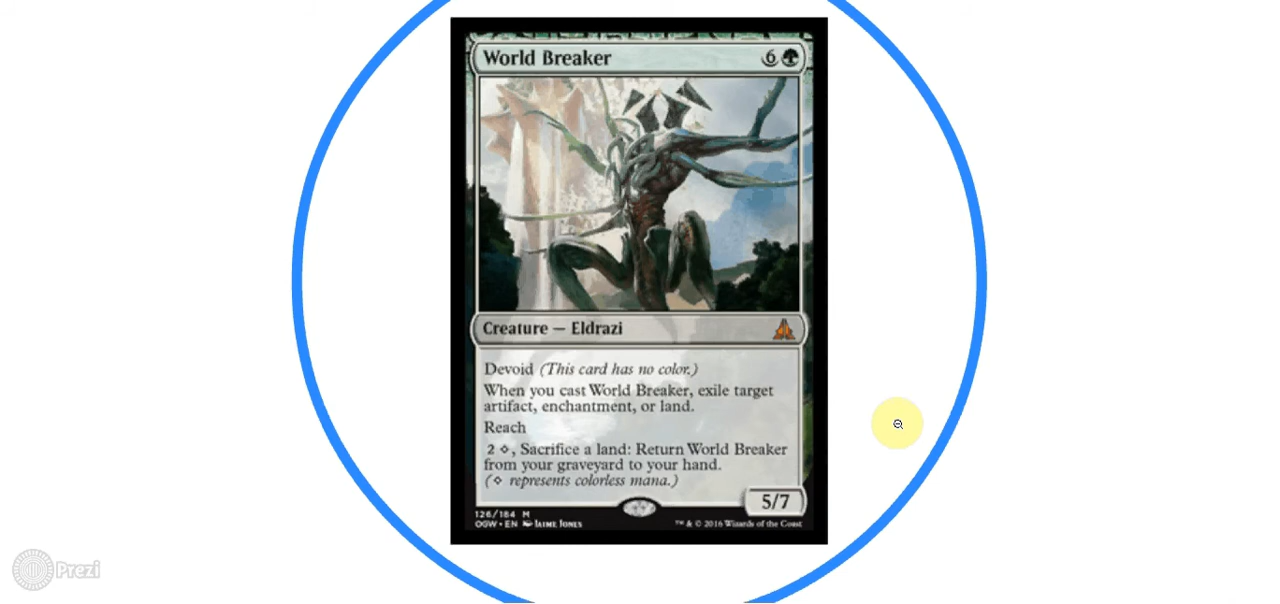 World Breaker 6
Creature — Eldrazi
Devoid (This card has no color.)
When you cast World Breaker, exile target
artifact, enchantment, or land.
Reach
2 ◇, Sacrifice a land: Return World Breaker
from your graveyard to your hand.
(◇ represents colorless mana.)
5/7
126/184 M
OGW • EN Jaime Jones
™ & © 2016 Wizards of the Coast
Prezi